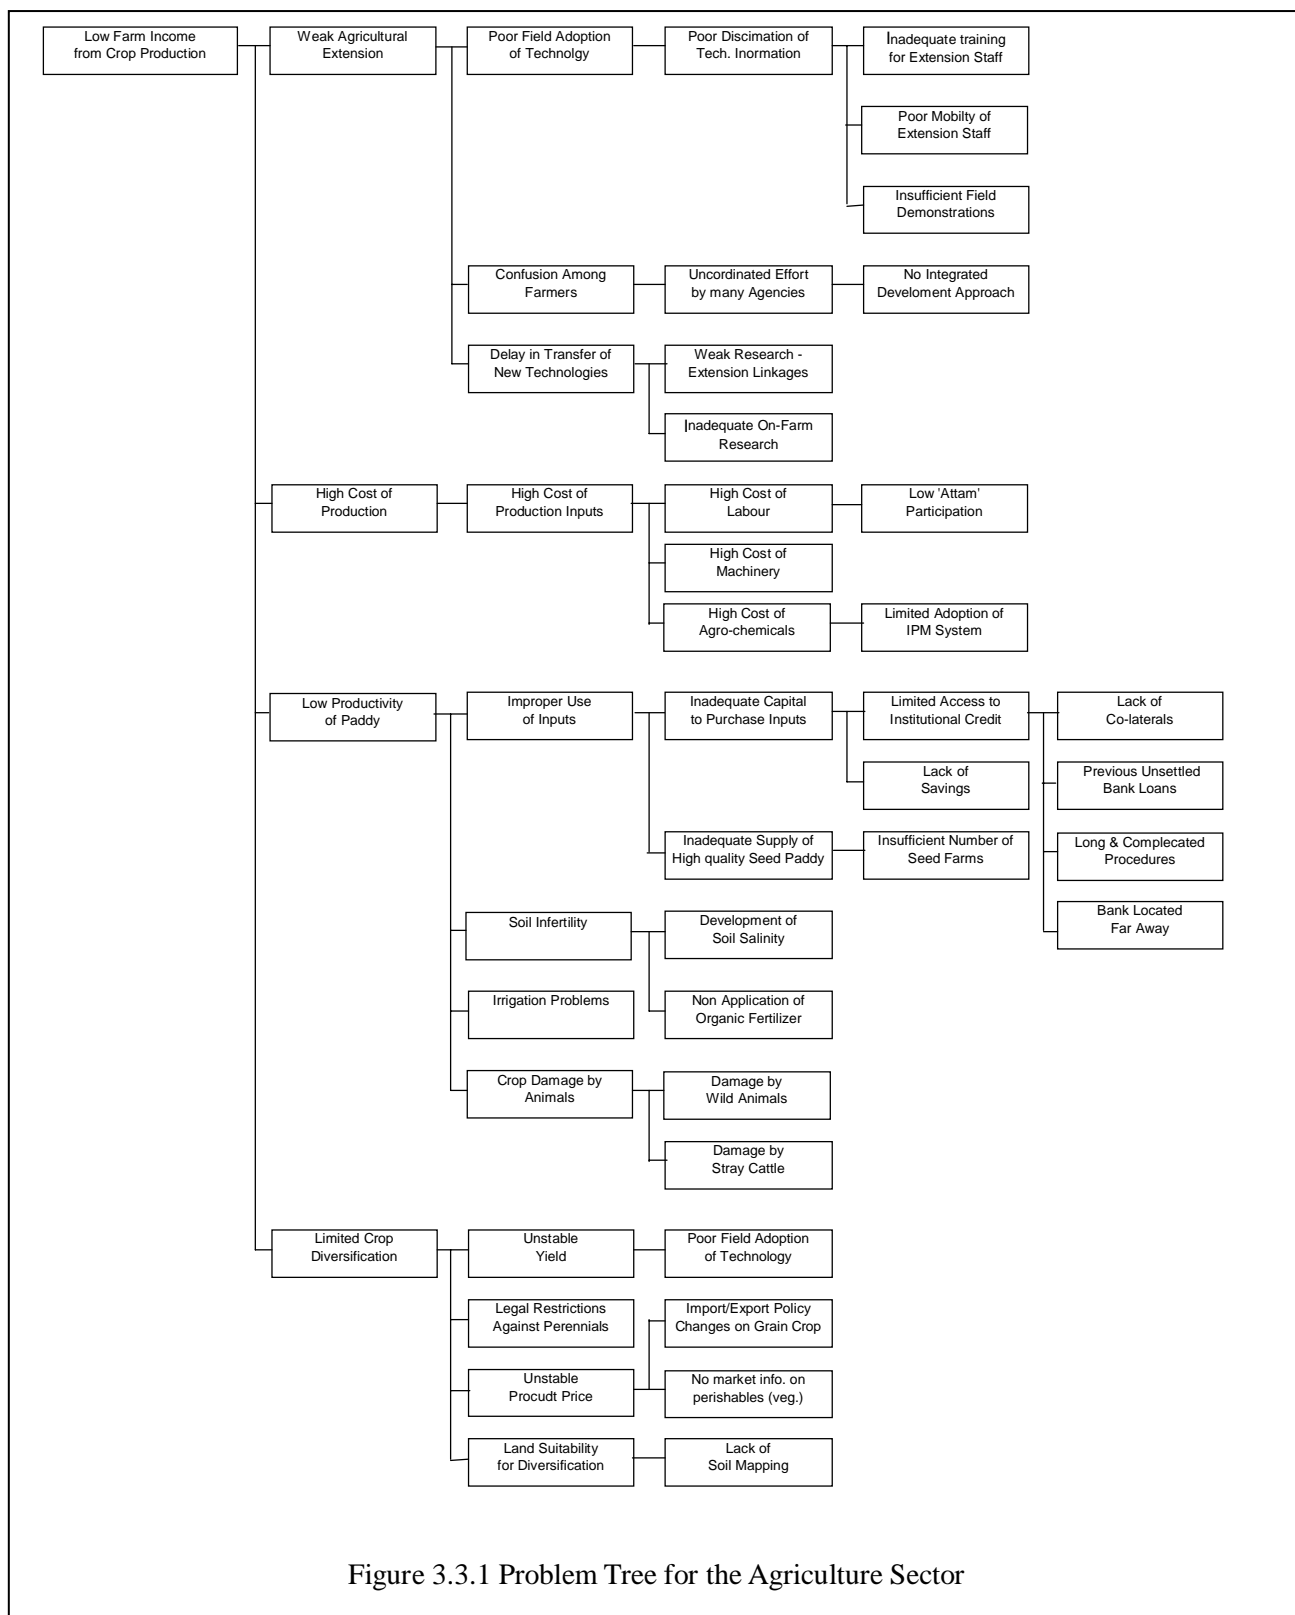 Low Farm Income
from Crop Production
Weak Agricultural
Extension
Poor Field Adoption
of Technolgy
Poor Discimation of
Tech. Inormation
Inadequate training
for Extension Staff
Poor Mobilty of
Extension Staff
Insufficient Field
Demonstrations
Confusion Among
Farmers
Uncordinated Effort
by many Agencies
No Integrated
Develoment Approach
Delay in Transfer of
New Technologies
Weak Research -
Extension Linkages
Inadequate On-Farm
Research
High Cost of
Production
High Cost of
Production Inputs
High Cost of
Labour
Low 'Attam'
Participation
High Cost of
Machinery
High Cost of
Agro-chemicals
Limited Adoption of
IPM System
Low Productivity
of Paddy
Improper Use
of Inputs
Inadequate Capital
to Purchase Inputs
Limited Access to
Institutional Credit
Lack of
Co-laterals
Lack of
Savings
Previous Unsettled
Bank Loans
Inadequate Supply of
High quality Seed Paddy
Insufficient Number of
Seed Farms
Long & Complecated
Procedures
Bank Located
Far Away
Soil Infertility
Development of
Soil Salinity
Irrigation Problems
Non Application of
Organic Fertilizer
Crop Damage by
Animals
Damage by
Wild Animals
Damage by
Stray Cattle
Limited Crop
Diversification
Unstable
Yield
Poor Field Adoption
of Technology
Legal Restrictions
Against Perennials
Import/Export Policy
Changes on Grain Crop
Unstable
Procudt Price
No market info. on
perishables (veg.)
Land Suitability
for Diversification
Lack of
Soil Mapping
Figure 3.3.1 Problem Tree for the Agriculture Sector